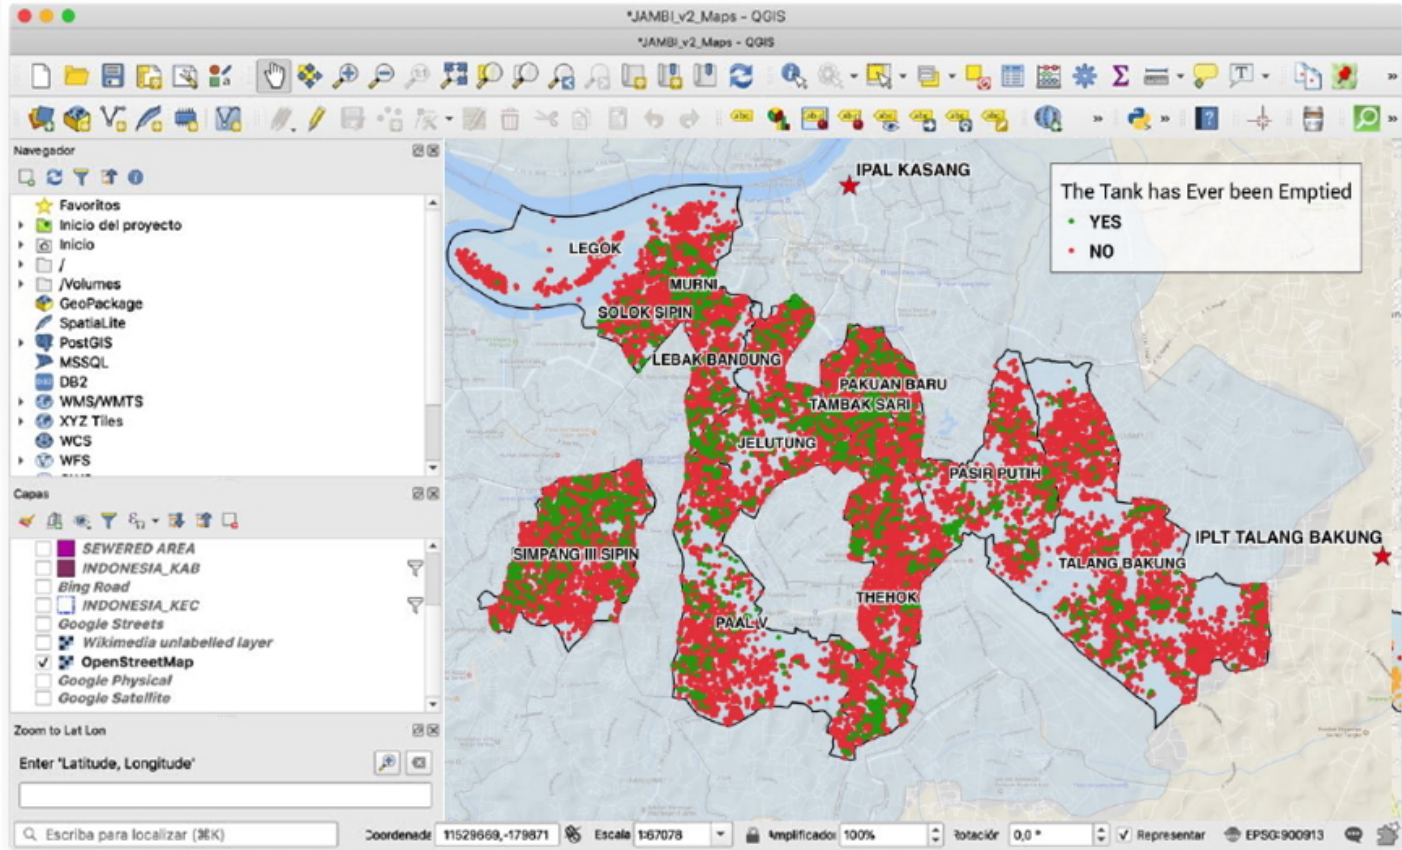 *JAMBI_v2_Maps - QGIS
*JAMBI_v2_Maps - QGIS
Navegador
Favoritos
Inicio del proyecto
Inicio
/
/Volumes
GeoPackage
SpatiaLite
PostGIS
MSSQL
DB2
WMS/WMTS
XYZ Tiles
WCS
WFS
Capas
SEWERED AREA
INDONESIA_KAB
Bing Road
INDONESIA_KEC
Google Streets
Wikimedia unlabelled layer
OpenStreetMap
Google Physical
Google Satellite
Zoom to Lat Lon
Enter 'Latitude, Longitude'
Escriba para localizar (⌘K)
IPAL KASANG
The Tank has Ever been Emptied
YES
NO
LEGOK
MURNI
SOLOK SIPIN
LEBAK BANDUNG
PAKUAN BARU
TAMBAK SARI
JELUTUNG
PASIR PUTIH
SIMPANG III SIPIN
IPLT TALANG BAKUNG
TALANG BAKUNG
THEHOK
PAAL V
Coordenada 11529669,-179871 Escala 1:67078 Amplificador 100% Rotación 0,0 ° Representar EPSG:900913